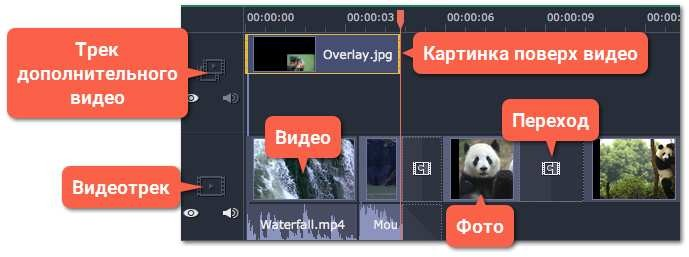 00:00:00 00:00:03 00:00:06 00:00:09 00:00:
Трек
дополнительного
видео
Overlay.jpg
Картинка поверх видео
Переход
Видео
Видеотрек
Waterfall.mp4
Mou
Фото